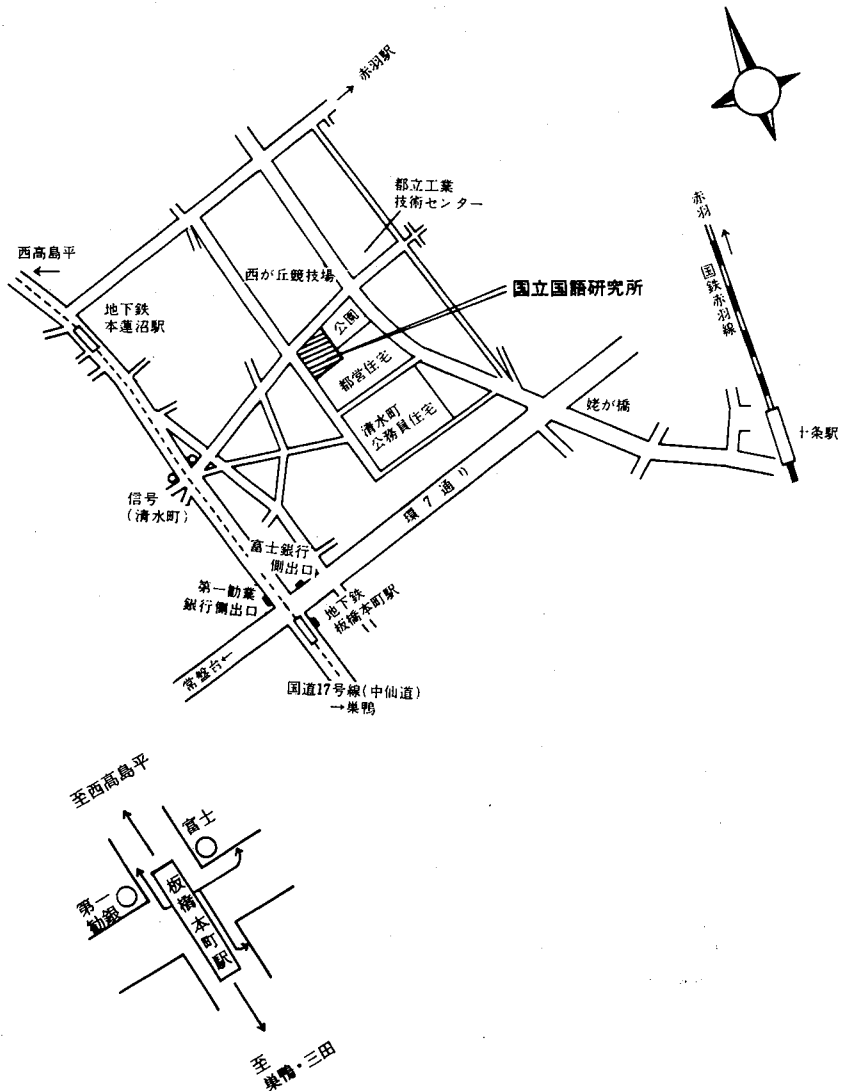 赤羽駅
都立工業
技術センター
赤羽
西高島平
西が丘競技場
国立国語研究所
国鉄赤羽線
地下鉄
本蓮沼駅
公園
都営住宅
清水町
公務員住宅
姥が橋
十条駅
信号
(清水町)
環7通り
富士銀行
側出口
第一勧業
銀行側出口
地下鉄
板橋本町駅
常盤台←
国道17号線(中仙道)
→巣鴨
至西高島平
富士
第一
勧銀
板橋本町駅
至
巣鴨・三田